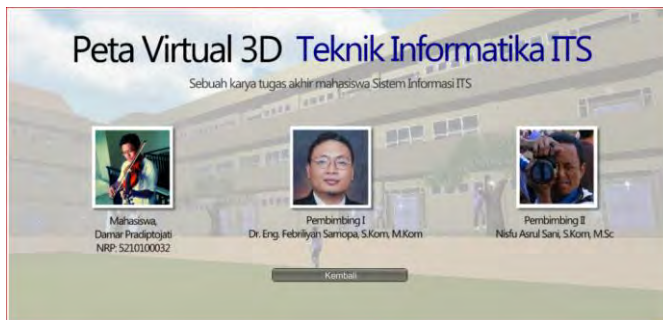 Peta Virtual 3D Teknik Informatika ITS
Sebuah karya tugas akhir mahasiswa Sistem Informasi ITS
Mahasiswa,
Damar Pradiptojati
NRP: 5210100032
Pembimbing I
Dr. Eng. Febriliyan Samopa, S.Kom, M.Kom
Pembimbing II
Nisfu Asrul Sani, S.Kom, M.Sc
Kembali